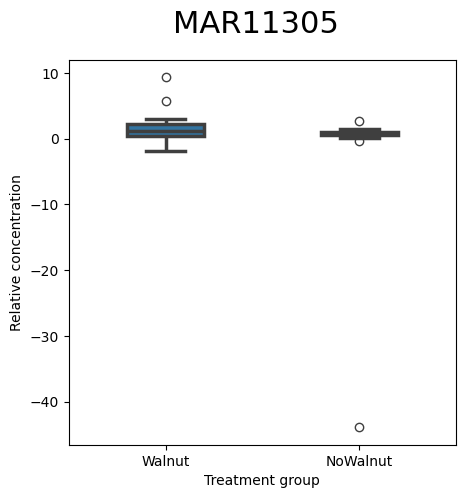 MAR11305
10
0
−10
−20
−30
−40
Relative concentration
Walnut
NoWalnut
Treatment group